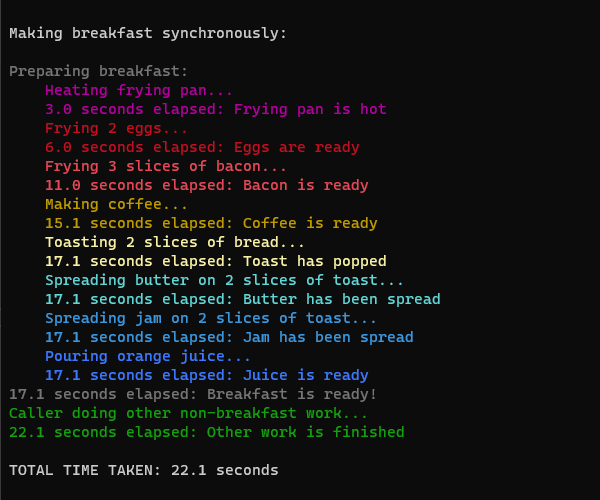 Making breakfast synchronously:
Preparing breakfast:
Heating frying pan...
3.0 seconds elapsed: Frying pan is hot
Frying 2 eggs...
6.0 seconds elapsed: Eggs are ready
Frying 3 slices of bacon...
11.0 seconds elapsed: Bacon is ready
Making coffee...
15.1 seconds elapsed: Coffee is ready
Toasting 2 slices of bread...
17.1 seconds elapsed: Toast has popped
Spreading butter on 2 slices of toast...
17.1 seconds elapsed: Butter has been spread
Spreading jam on 2 slices of toast...
17.1 seconds elapsed: Jam has been spread
Pouring orange juice...
17.1 seconds elapsed: Juice is ready
17.1 seconds elapsed: Breakfast is ready!
Caller doing other non-breakfast work...
22.1 seconds elapsed: Other work is finished
TOTAL TIME TAKEN: 22.1 seconds